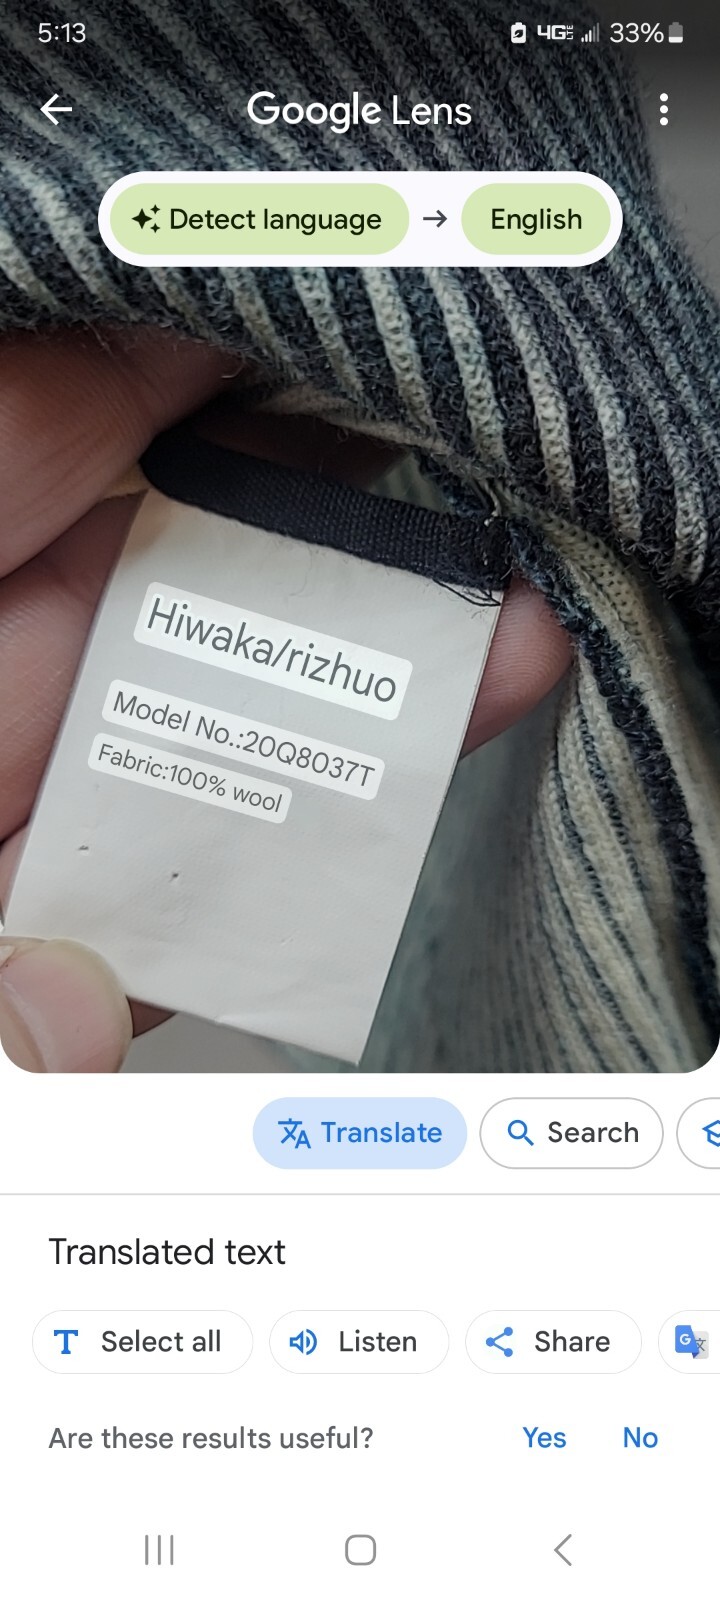 5:13
4G LTE
33%
Google Lens
Detect language
English
Hiwaka/rizhuo
Model No.:20Q8037T
Fabric:100% wool
Translate
Search
Translated text
Select all
Listen
Share
Are these results useful?
Yes
No